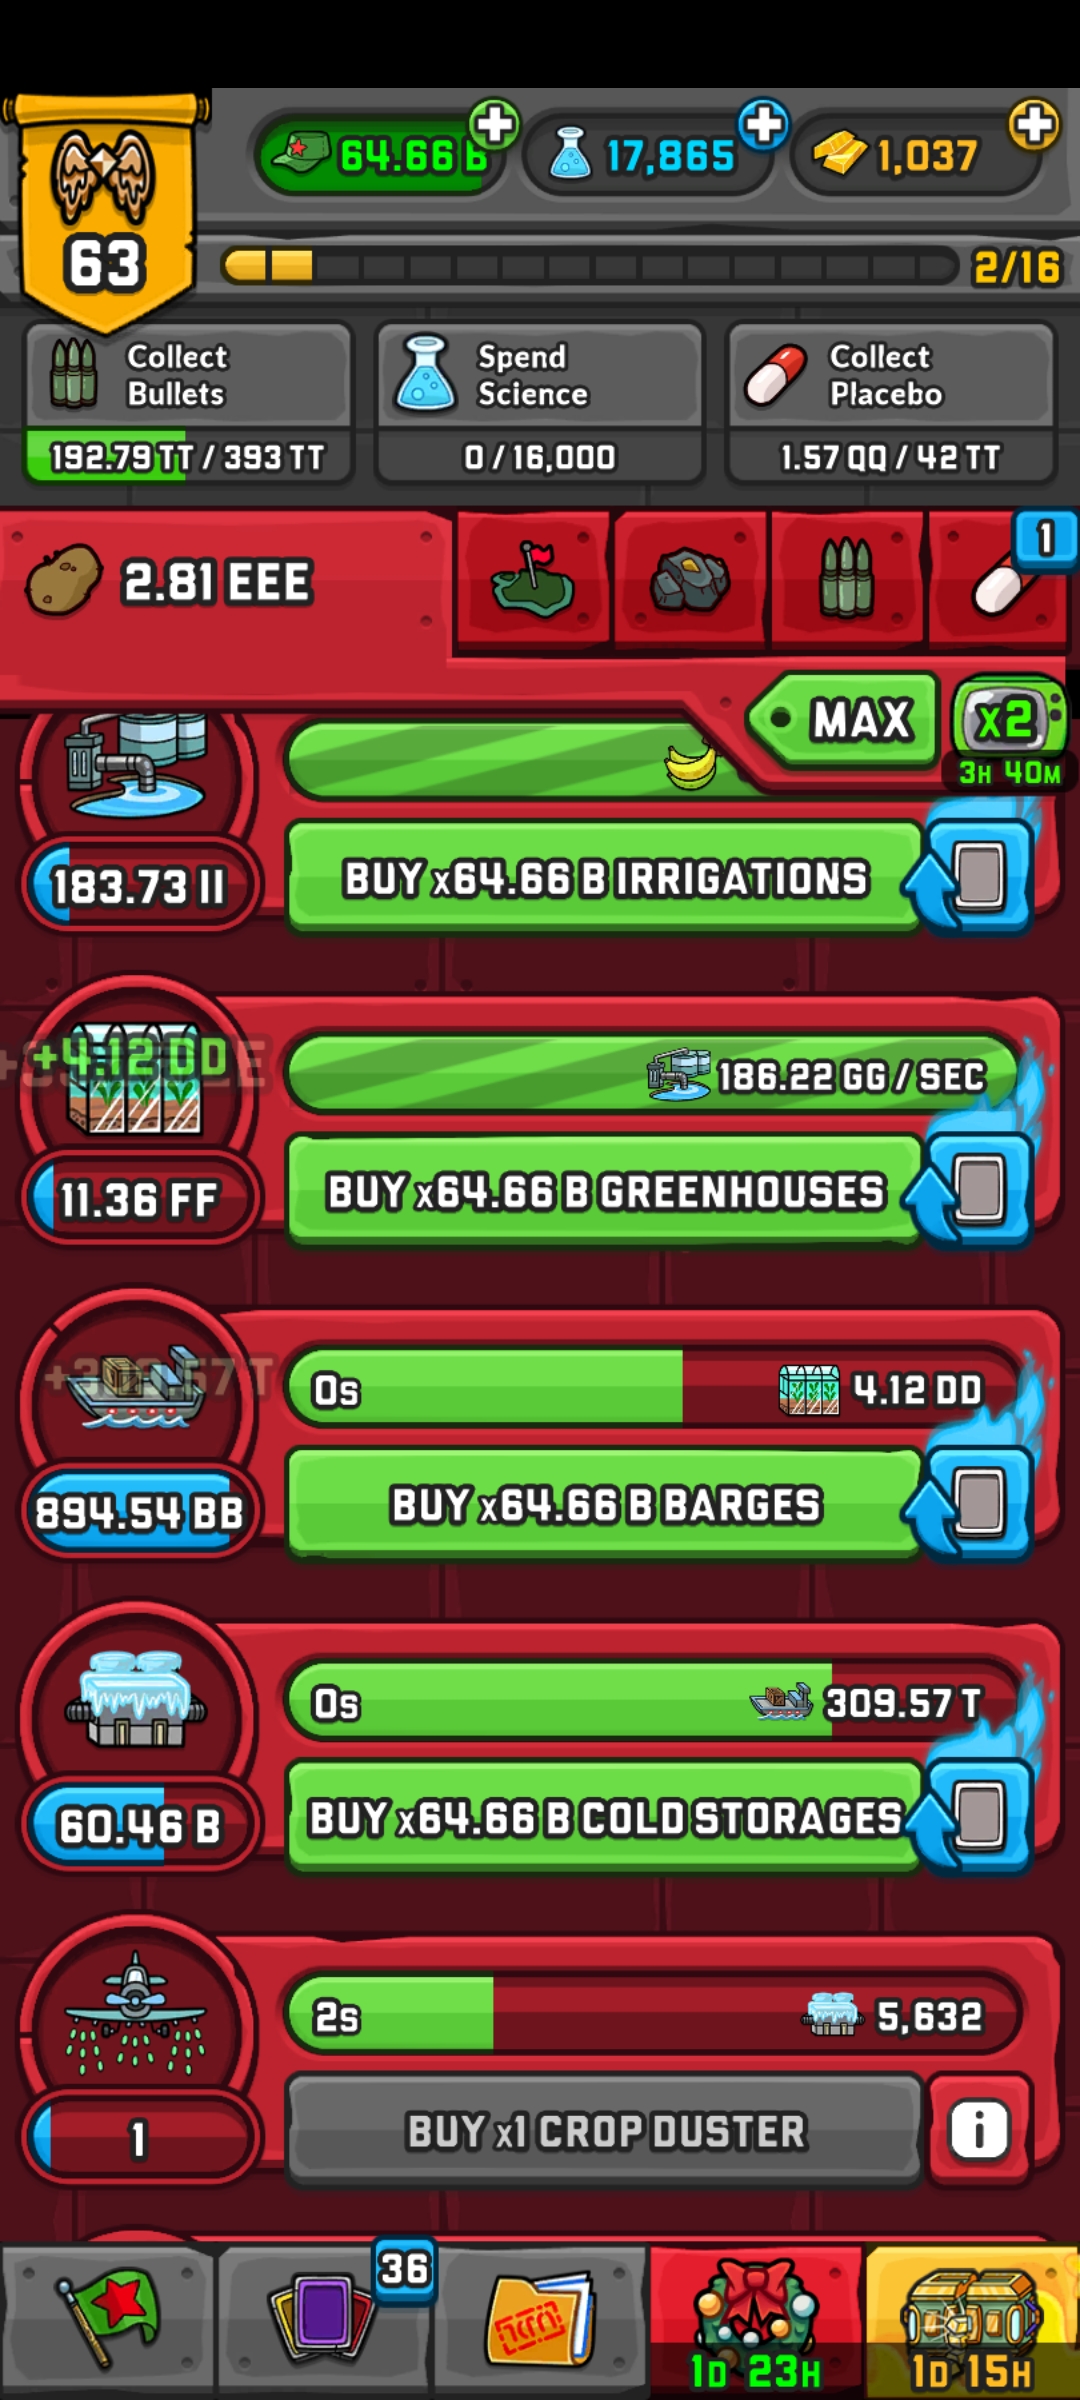 64.66 B
17,865
1,037
63
2/16
Collect
Bullets
192.79 TT / 393 TT
Spend
Science
0 / 16,000
Collect
Placebo
1.57 QQ / 42 TT
2.81 EEE
1
MAX
x2
3H 40M
183.73 II
BUY x64.66 B IRRIGATIONS
+4.12 DD
186.22 GG / SEC
11.36 FF
BUY x64.66 B GREENHOUSES
0s
4.12 DD
894.54 BB
BUY x64.66 B BARGES
0s
309.57 T
60.46 B
BUY x64.66 B COLD STORAGES
2s
5,632
1
BUY x1 CROP DUSTER
i
36
1D 23H
1D 15H